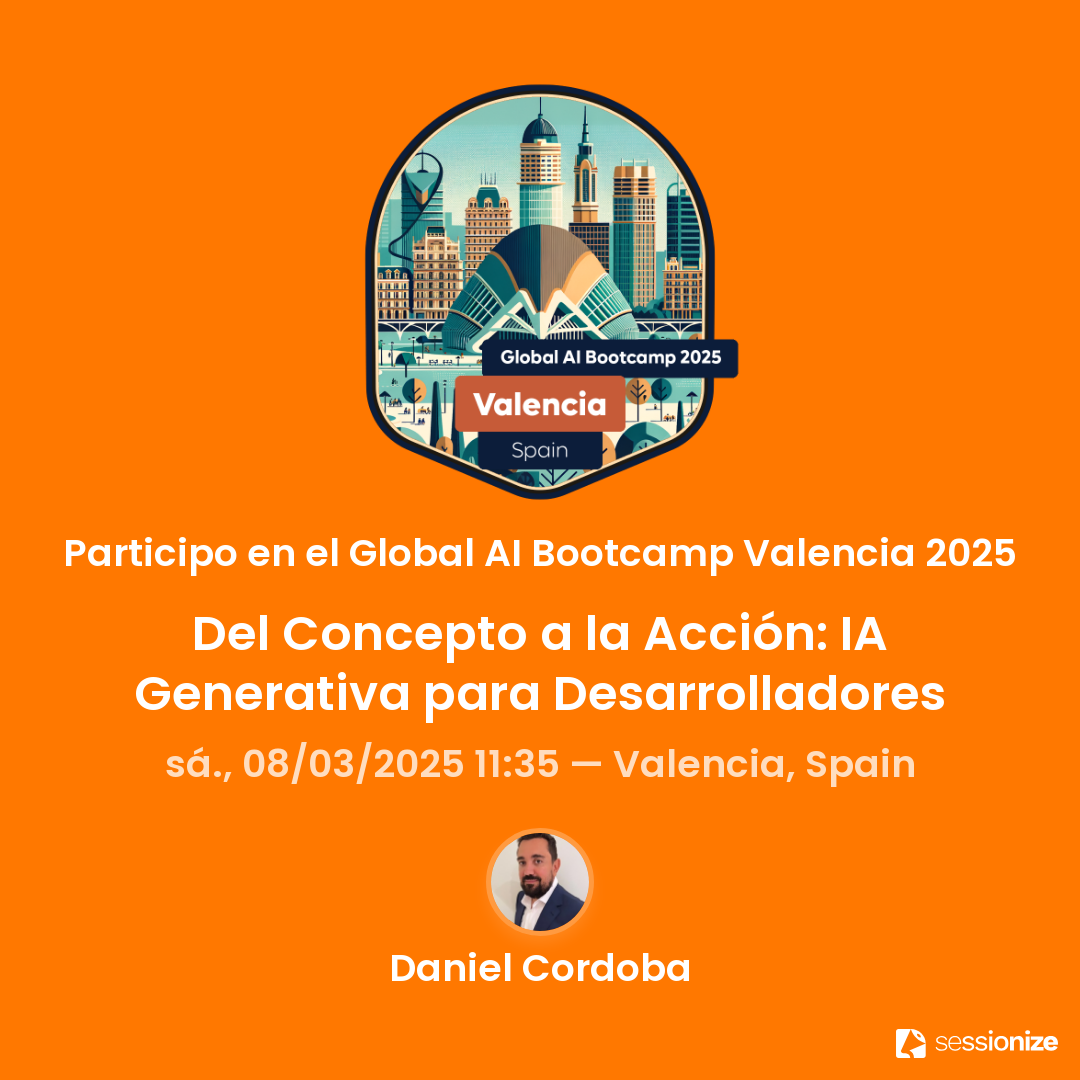 Global AI Bootcamp 2025
Valencia
Spain
Participo en el Global AI Bootcamp Valencia 2025
Del Concepto a la Acción: IA
Generativa para Desarrolladores
sá., 08/03/2025 11:35 — Valencia, Spain
Daniel Cordoba
sessionize